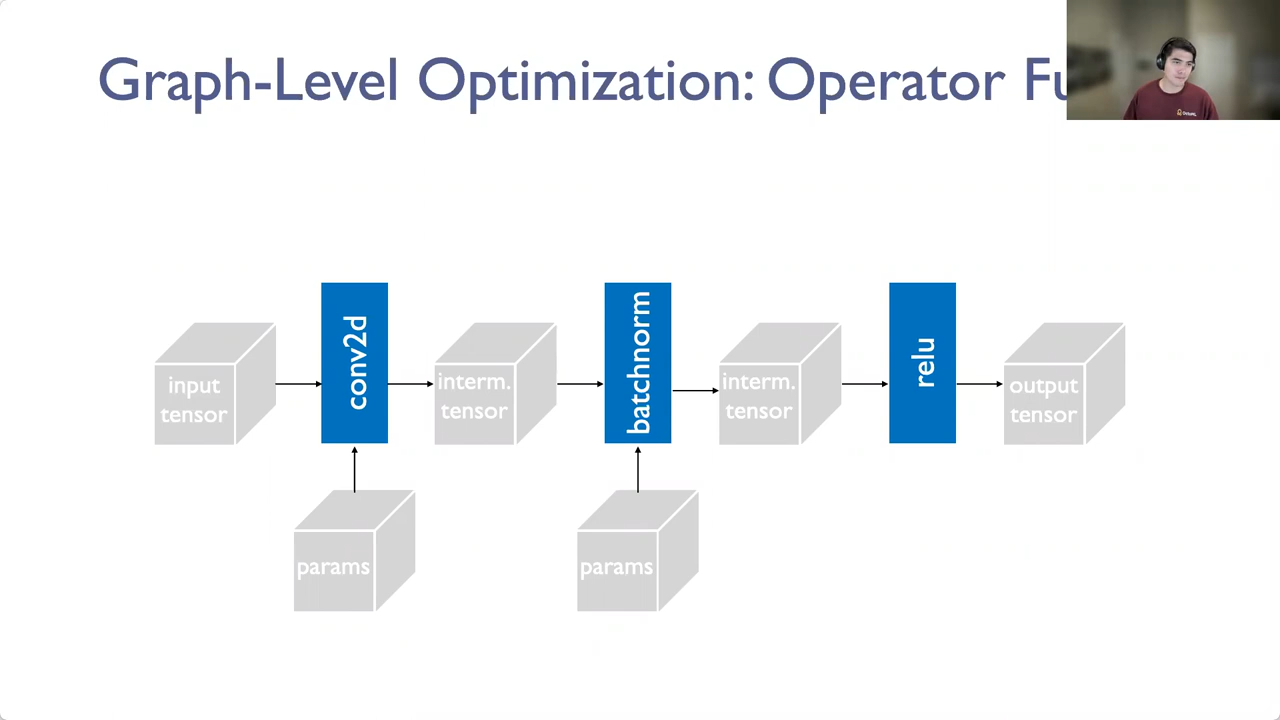 Graph-Level Optimization: Operator Fu
input
tensor
conv2d
interm.
tensor
batchnorm
interm.
tensor
relu
output
tensor
params
params